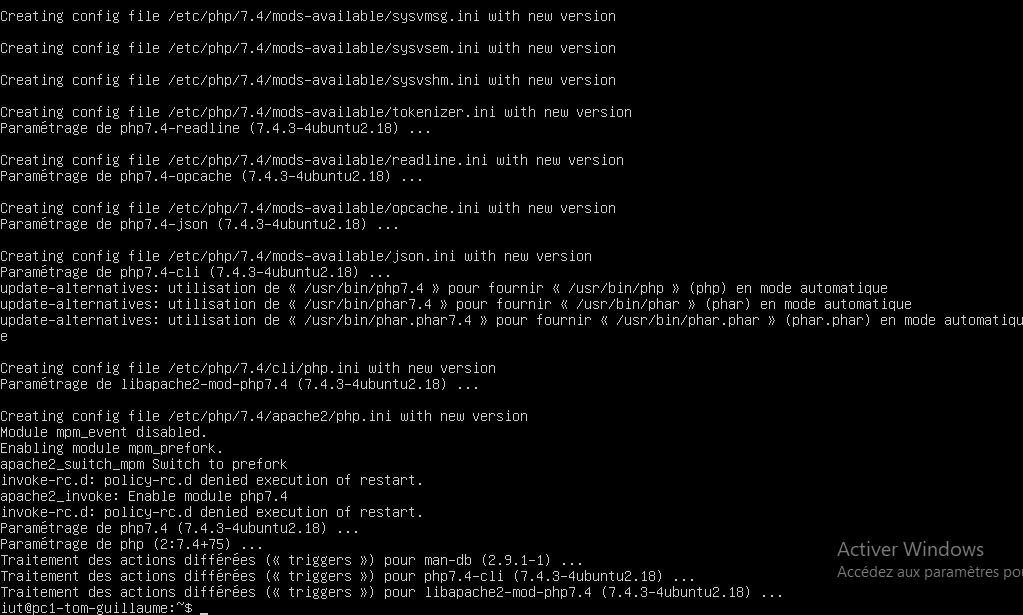 Creating config file /etc/php/7.4/mods-available/sysvmsg.ini with new version
Creating config file /etc/php/7.4/mods-available/sysvsem.ini with new version
Creating config file /etc/php/7.4/mods-available/sysvshm.ini with new version
Creating config file /etc/php/7.4/mods-available/tokenizer.ini with new version
Paramétrage de php7.4-readline (7.4.3-4ubuntu2.18) ...
Creating config file /etc/php/7.4/mods-available/readline.ini with new version
Paramétrage de php7.4-opcache (7.4.3-4ubuntu2.18) ...
Creating config file /etc/php/7.4/mods-available/opcache.ini with new version
Paramétrage de php7.4-json (7.4.3-4ubuntu2.18) ...
Creating config file /etc/php/7.4/mods-available/json.ini with new version
Paramétrage de php7.4-cli (7.4.3-4ubuntu2.18) ...
update-alternatives: utilisation de « /usr/bin/php7.4 » pour fournir « /usr/bin/php » (php) en mode automatique
update-alternatives: utilisation de « /usr/bin/phar7.4 » pour fournir « /usr/bin/phar » (phar) en mode automatique
update-alternatives: utilisation de « /usr/bin/phar.phar7.4 » pour fournir « /usr/bin/phar.phar » (phar.phar) en mode automatiqu
e
Creating config file /etc/php/7.4/cli/php.ini with new version
Paramétrage de libapache2-mod-php7.4 (7.4.3-4ubuntu2.18) ...
Creating config file /etc/php/7.4/apache2/php.ini with new version
Module mpm_event disabled.
Enabling module mpm_prefork.
apache2_switch_mpm Switch to prefork
invoke-rc.d: policy-rc.d denied execution of restart.
apache2_invoke: Enable module php7.4
invoke-rc.d: policy-rc.d denied execution of restart.
Paramétrage de php7.4 (7.4.3-4ubuntu2.18) ...
Paramétrage de php (2:7.4+75) ...
Traitement des actions différées (« triggers ») pour man-db (2.9.1-1) ...
Traitement des actions différées (« triggers ») pour php7.4-cli (7.4.3-4ubuntu2.18) ...
Traitement des actions différées (« triggers ») pour libapache2-mod-php7.4 (7.4.3-4ubuntu2.18) ...
iut@pc1-tom-guillaume:~$ _
Activer Windows
Accédez aux paramètres pou